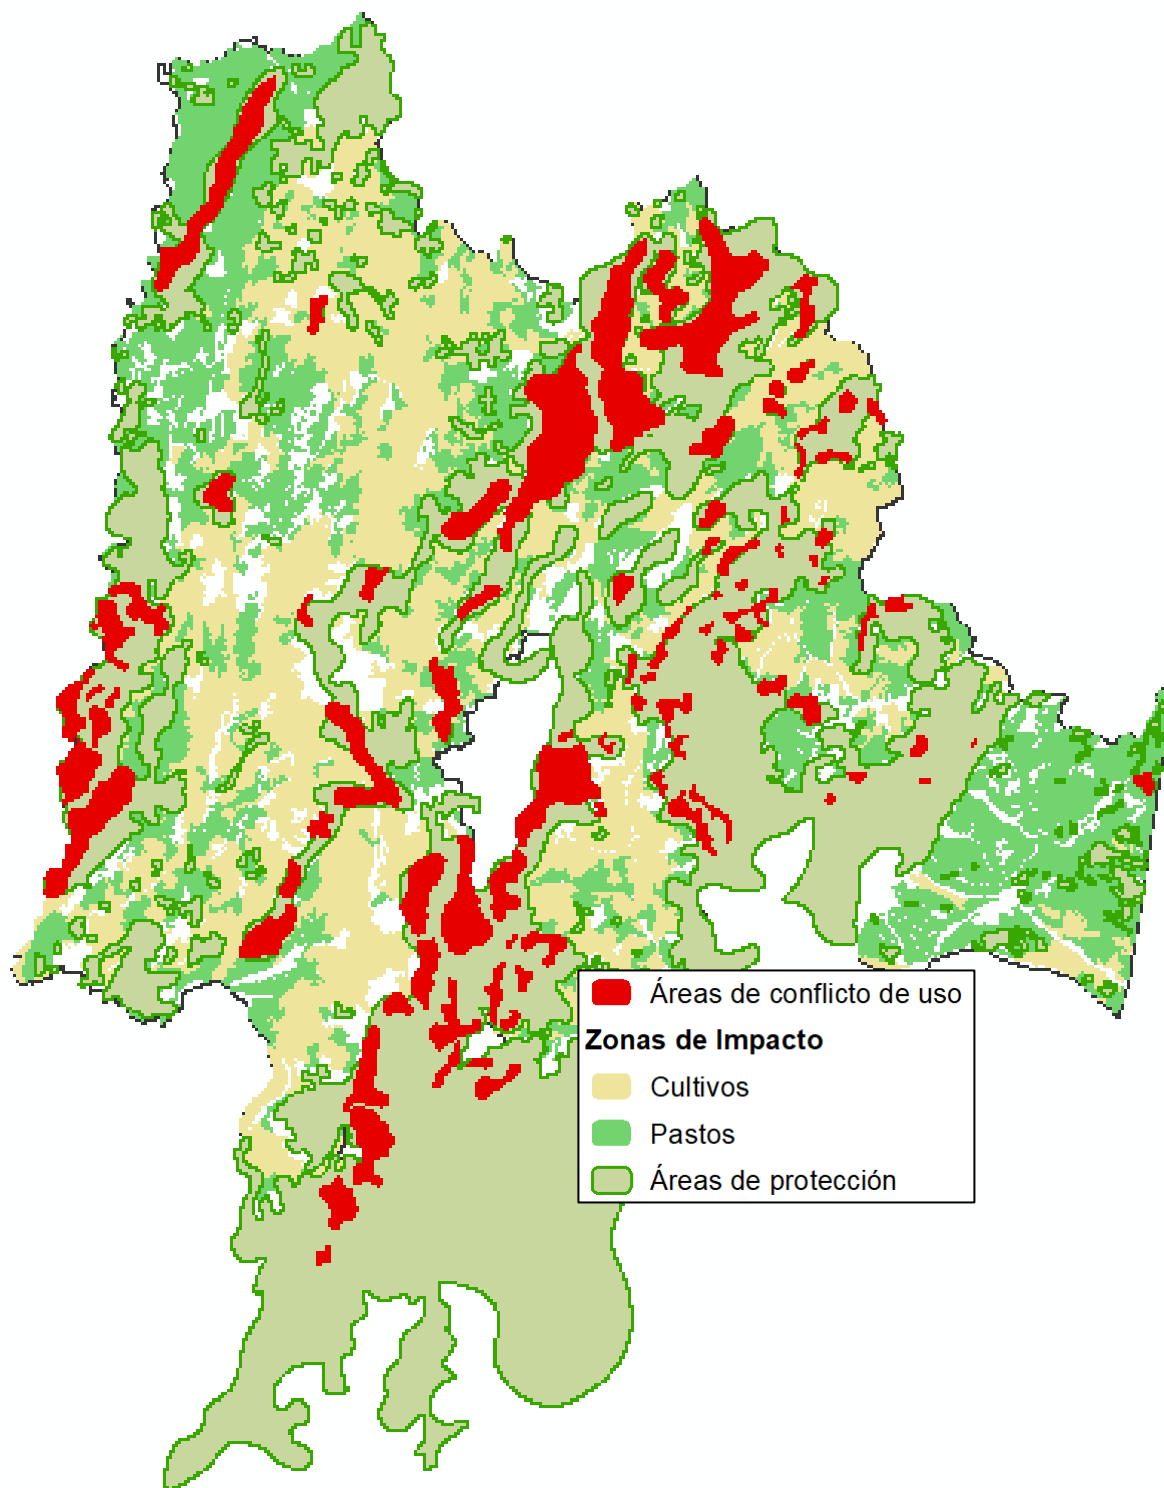 Áreas de conflicto de uso
Zonas de Impacto
Cultivos
Pastos
Áreas de protección